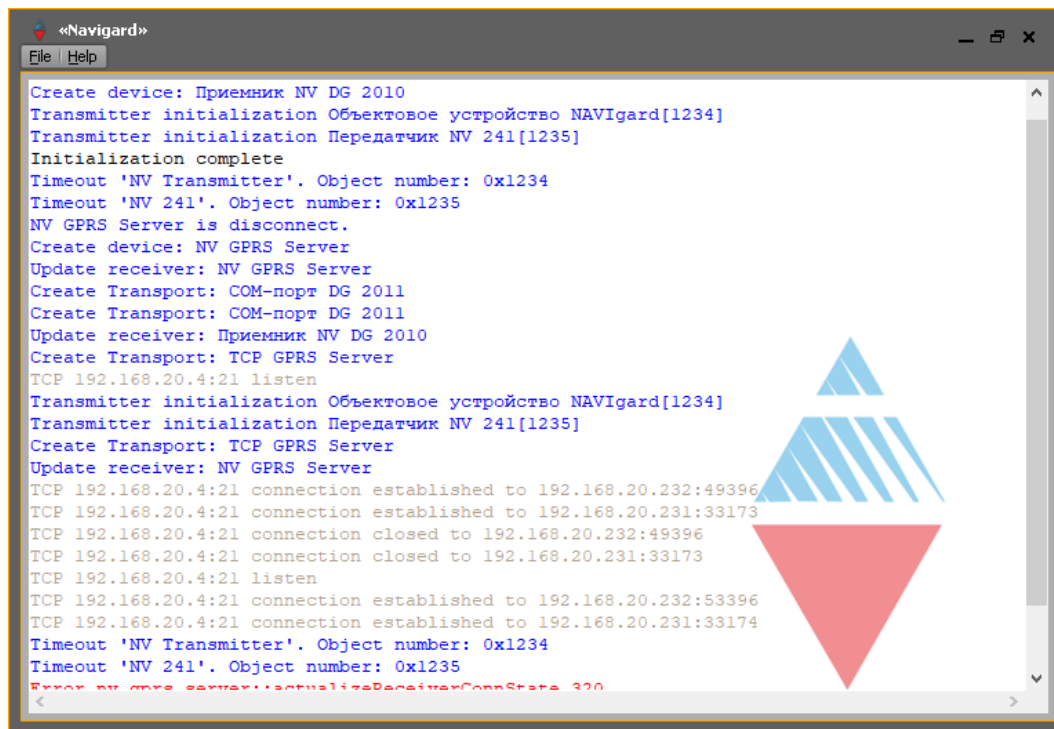 «Navigard»
File Help
Create device: Приемник NV DG 2010
Transmitter initialization Объектовое устройство NAVIgard[1234]
Transmitter initialization Передатчик NV 241[1235]
Initialization complete
Timeout 'NV Transmitter'. Object number: 0x1234
Timeout 'NV 241'. Object number: 0x1235
NV GPRS Server is disconnect.
Create device: NV GPRS Server
Update receiver: NV GPRS Server
Create Transport: COM-порт DG 2011
Create Transport: COM-порт DG 2011
Update receiver: Приемник NV DG 2010
Create Transport: TCP GPRS Server
TCP 192.168.20.4:21 listen
Transmitter initialization Объектовое устройство NAVIgard[1234]
Transmitter initialization Передатчик NV 241[1235]
Create Transport: TCP GPRS Server
Update receiver: NV GPRS Server
TCP 192.168.20.4:21 connection established to 192.168.20.232:49396
TCP 192.168.20.4:21 connection established to 192.168.20.231:33173
TCP 192.168.20.4:21 connection closed to 192.168.20.232:49396
TCP 192.168.20.4:21 connection closed to 192.168.20.231:33173
TCP 192.168.20.4:21 listen
TCP 192.168.20.4:21 connection established to 192.168.20.232:53396
TCP 192.168.20.4:21 connection established to 192.168.20.231:33174
Timeout 'NV Transmitter'. Object number: 0x1234
Timeout 'NV 241'. Object number: 0x1235
Error nv_gprs_server::actualizeReceiverConnState 320